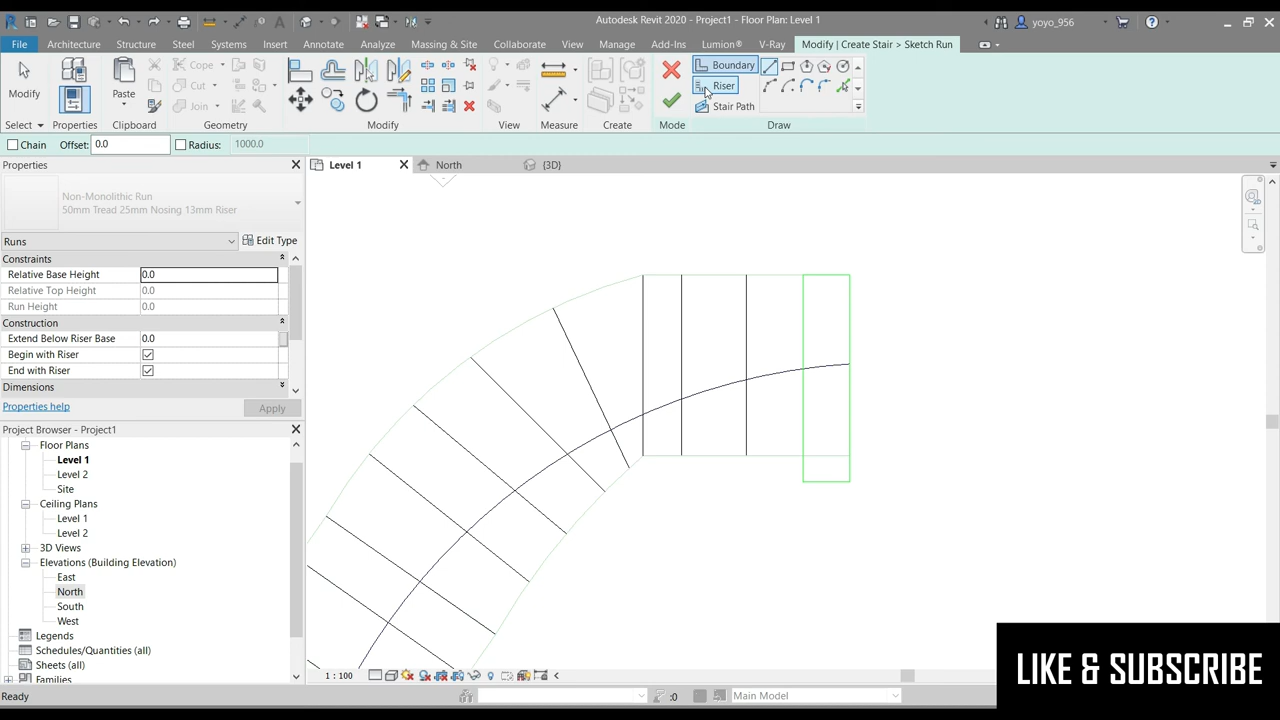 Autodesk Revit 2020 - Project1 - Floor Plan: Level 1
yoyo_956
File Architecture Structure Steel Systems Insert Annotate Analyze Massing & Site Collaborate View Manage Add-Ins Lumion® V-Ray Modify | Create Stair > Sketch Run
Modify
Properties
Paste
Cope
Cut
Join
Boundary
Riser
Stair Path
Select Properties Clipboard Geometry Modify View Measure Create Mode Draw
Chain Offset: 0.0 Radius: 1000.0
Properties
Level 1 North {3D}
Non-Monolithic Run
50mm Tread 25mm Nosing 13mm Riser
Runs Edit Type
Constraints
Relative Base Height 0.0
Relative Top Height 0.0
Run Height 0.0
Construction
Extend Below Riser Base 0.0
Begin with Riser
End with Riser
Dimensions
Properties help Apply
Project Browser - Project1
Floor Plans
Level 1
Level 2
Site
Ceiling Plans
Level 1
Level 2
3D Views
Elevations (Building Elevation)
East
North
South
West
Legends
Schedules/Quantities (all)
Sheets (all)
Families
1 : 100
Ready
:0
Main Model
LIKE & SUBSCRIBE